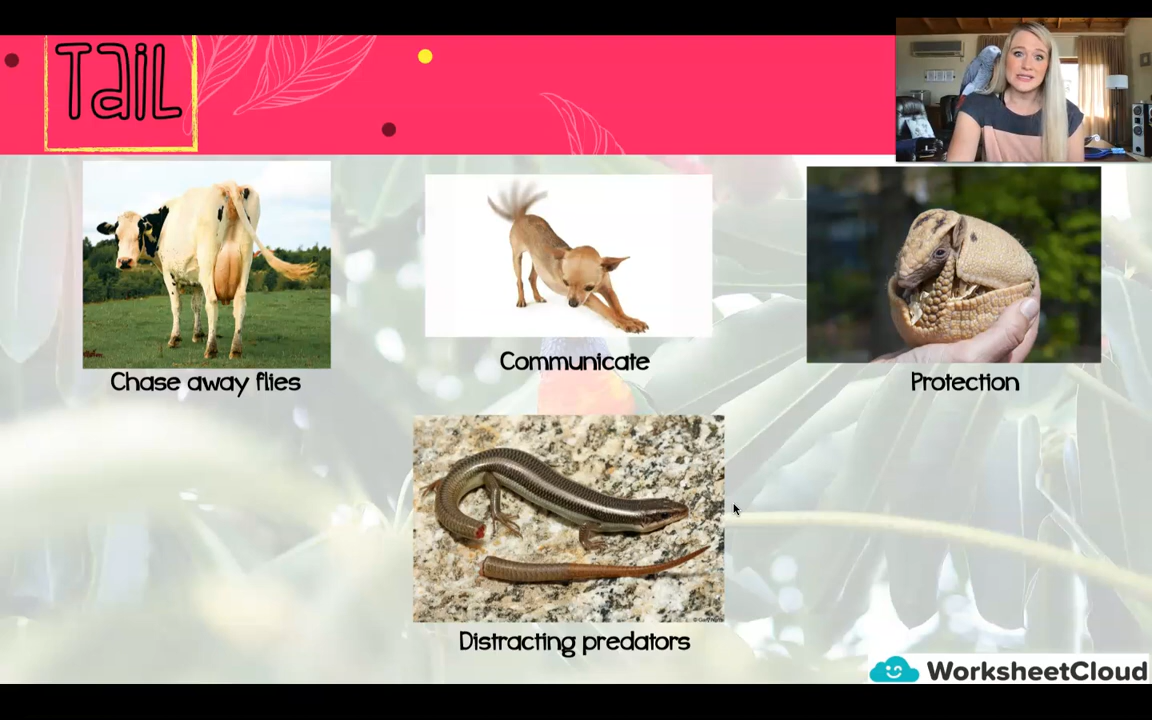 Tail
Chase away flies
Communicate
Protection
Distracting predators
WorksheetCloud